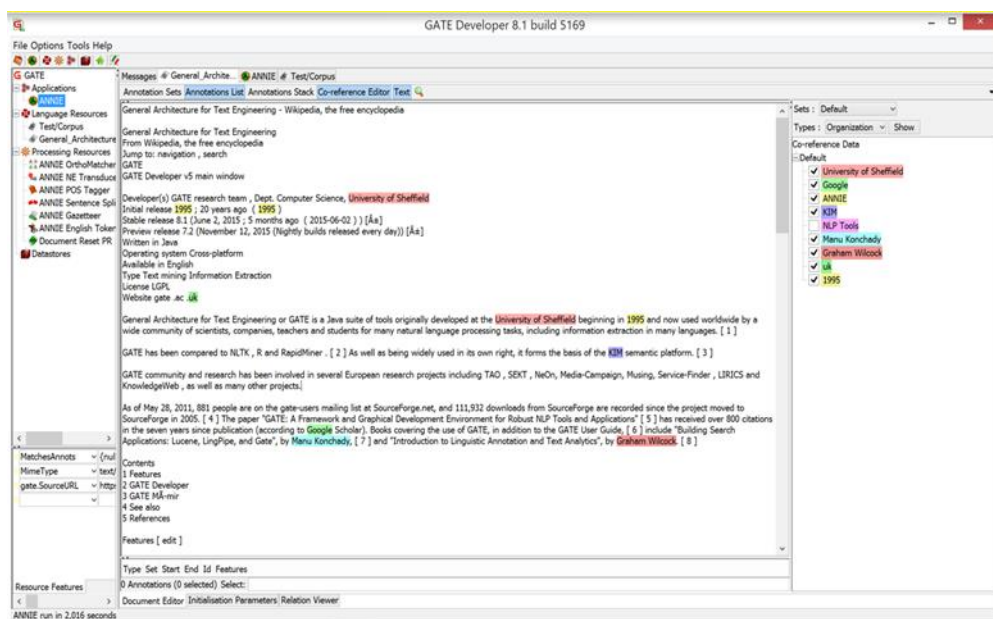 GATE Developer 8.1 build 5169
File Options Tools Help
GATE
Applications
ANNIE
Language Resources
Test/Corpus
General_Architecture
Processing Resources
ANNIE OrthoMatcher
ANNIE NE Transduce
ANNIE POS Tagger
ANNIE Sentence Spli
ANNIE Gazetteer
ANNIE English Token
Document Reset PR
Datastores
MatchesAnnots {nul
MimeType text/
gate.SourceURL http
Resource Features
Messages General_Archite... ANNIE Test/Corpus
Annotation Sets Annotations List Annotations Stack Co-reference Editor Text
General Architecture for Text Engineering - Wikipedia, the free encyclopedia
General Architecture for Text Engineering
From Wikipedia, the free encyclopedia
Jump to: navigation , search
GATE
GATE Developer v5 main window
Developer(s) GATE research team , Dept. Computer Science, University of Sheffield
Initial release 1995 ; 20 years ago ( 1995 )
Stable release 8.1 (June 2, 2015 ; 5 months ago ( 2015-06-02 ) ) [Â±]
Preview release 7.2 (November 12, 2015 (Nightly builds released every day)) [Â±]
Written in Java
Operating system Cross-platform
Available in English
Type Text mining Information Extraction
License LGPL
Website gate .ac .uk
General Architecture for Text Engineering or GATE is a Java suite of tools originally developed at the University of Sheffield beginning in 1995 and now used worldwide by a
wide community of scientists, companies, teachers and students for many natural language processing tasks, including information extraction in many languages. [ 1 ]
GATE has been compared to NLTK , R and RapidMiner . [ 2 ] As well as being widely used in its own right, it forms the basis of the KIM semantic platform. [ 3 ]
GATE community and research has been involved in several European research projects including TAO , SEKT , NeOn, Media-Campaign, Musing, Service-Finder , LIRICS and
KnowledgeWeb , as well as many other projects.
As of May 28, 2011, 881 people are on the gate-users mailing list at SourceForge.net, and 111,932 downloads from SourceForge are recorded since the project moved to
SourceForge in 2005. [ 4 ] The paper "GATE: A Framework and Graphical Development Environment for Robust NLP Tools and Applications" [ 5 ] has received over 800 citations
in the seven years since publication (according to Google Scholar). Books covering the use of GATE, in addition to the GATE User Guide, [ 6 ] include "Building Search
Applications: Lucene, LingPipe, and Gate", by Manu Konchady, [ 7 ] and "Introduction to Linguistic Annotation and Text Analytics", by Graham Wilcock. [ 8 ]
Contents
1 Features
2 GATE Developer
3 GATE MÃ­mir
4 See also
5 References
Features [ edit ]
Type Set Start End Id Features
0 Annotations (0 selected) Select:
Document Editor Initialisation Parameters Relation Viewer
Sets : Default
Types : Organization Show
Co-reference Data
Default
University of Sheffield
Google
ANNIE
KIM
NLP Tools
Manu Konchady
Graham Wilcock
uk
1995
ANNIE run in 2.016 seconds